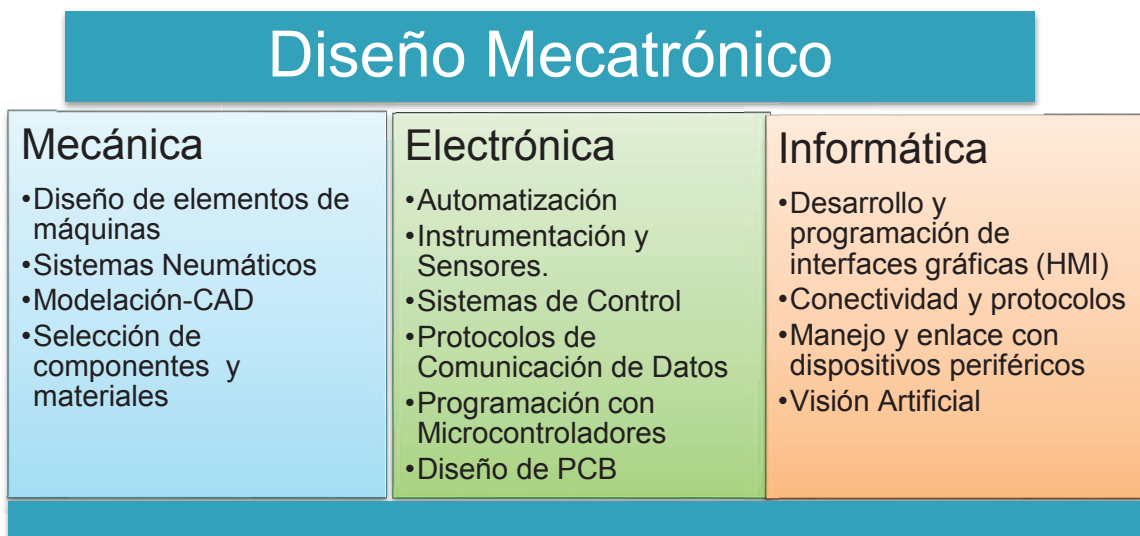 Diseño Mecatrónico
Mecánica
•Diseño de elementos de
máquinas
•Sistemas Neumáticos
•Modelación-CAD
•Selección de
componentes y
materiales
Electrónica
•Automatización
•Instrumentación y
Sensores.
•Sistemas de Control
•Protocolos de
Comunicación de Datos
•Programación con
Microcontroladores
•Diseño de PCB
Informática
•Desarrollo y
programación de
interfaces gráficas (HMI)
•Conectividad y protocolos
•Manejo y enlace con
dispositivos periféricos
•Visión Artificial